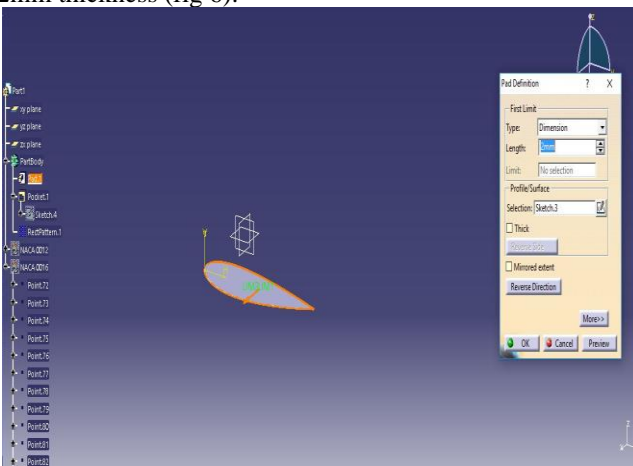 2mm thickness (fig 6).
Part1
xy plane
yz plane
zx plane
PartBody
Pocket.1
Sketch.4
RectPattern.1
NACA 0012
NACA 0016
Point.72
Point.73
Point.74
Point.75
Point.76
Point.77
Point.78
Point.79
Point.80
Point.81
Point.82
Y
Pad Definition ? X
First Limit
Type: Dimension
Length: 2mm
Limit: No selection
Profile/Surface
Selection: Sketch.3
Thick
Reverse Side
Mirrored extent
Reverse Direction
More>>
OK Cancel Preview